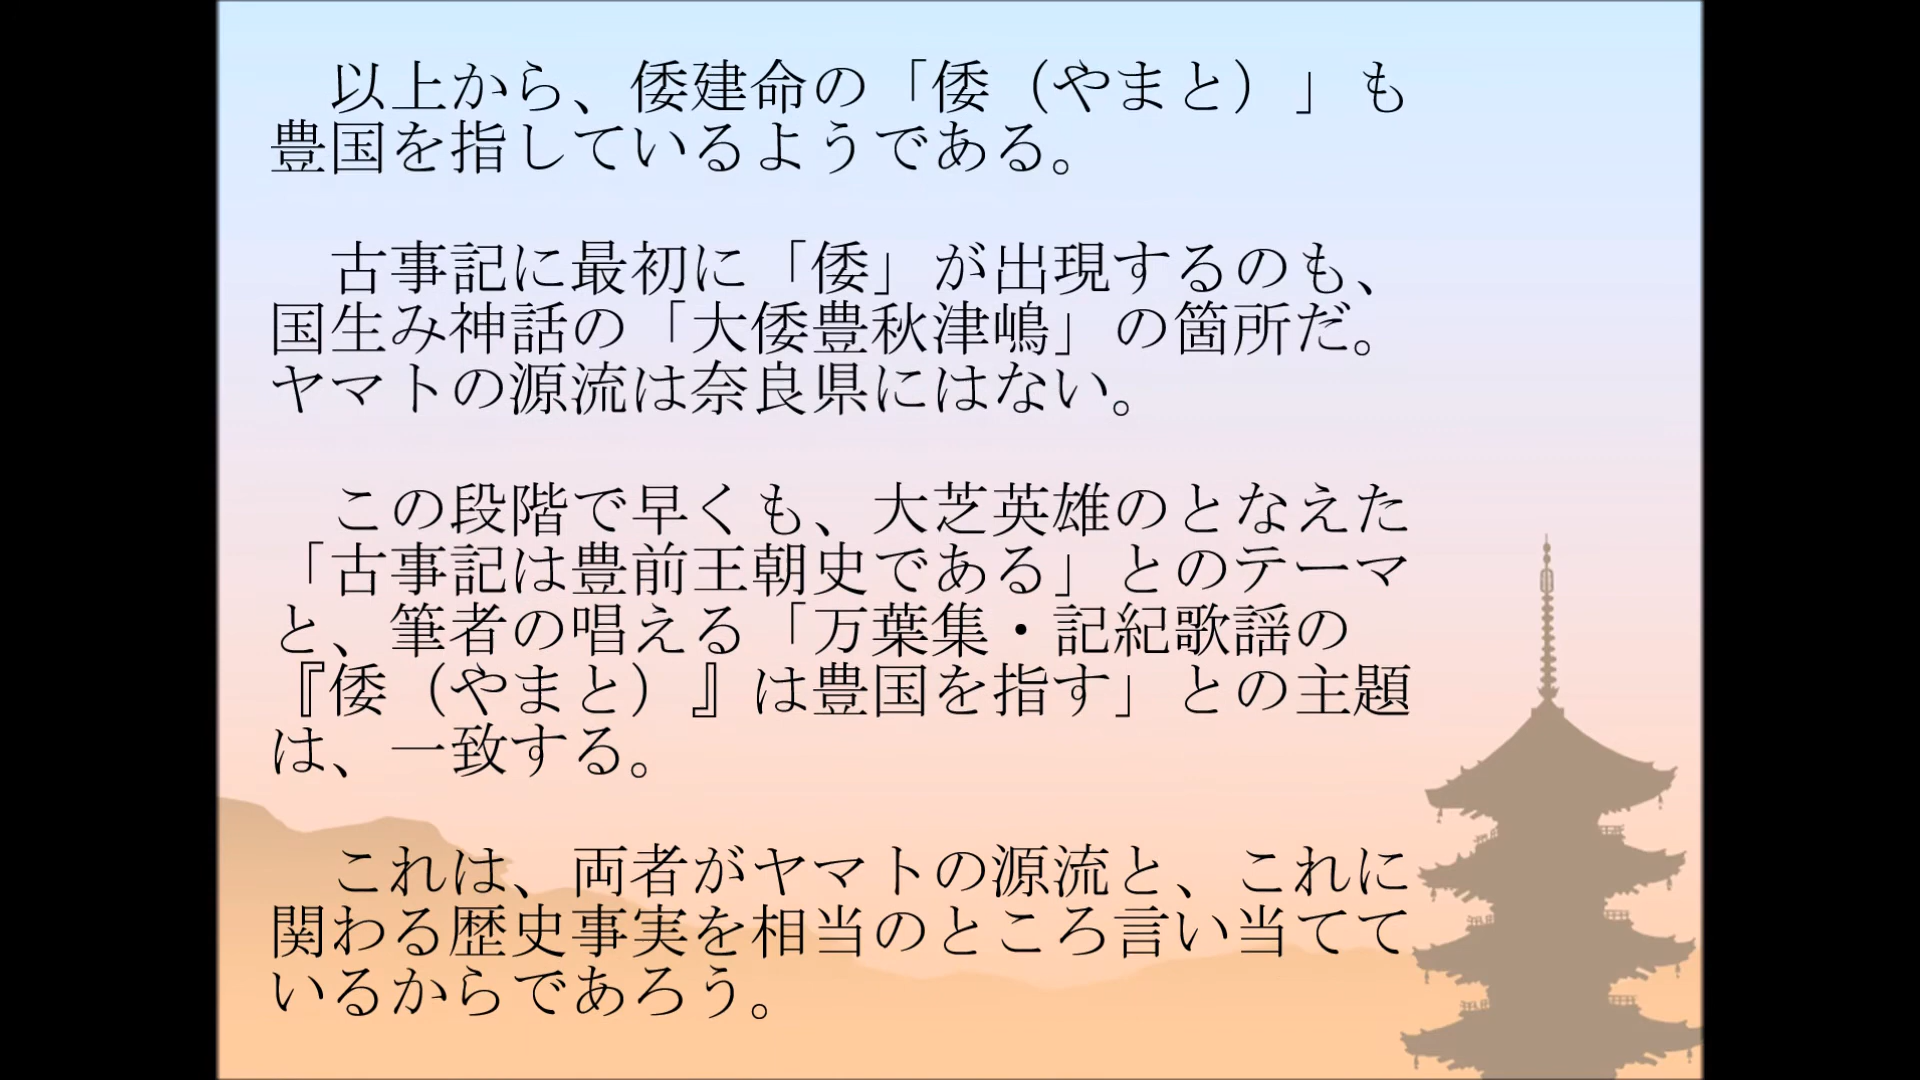 以上から、倭建命の「倭（やまと）」も
豊国を指しているようである。
古事記に最初に「倭」が出現するのも、
国生み神話の「大倭豊秋津嶋」の箇所だ。
ヤマトの源流は奈良県にはない。
この段階で早くも、大芝英雄のとなえた
「古事記は豊前王朝史である」とのテーマ
と、筆者の唱える「万葉集・記紀歌謡の
『倭（やまと）』は豊国を指す」との主題
は、一致する。
これは、両者がヤマトの源流と、これに
関わる歴史事実を相当のところ言い当てて
いるからであろう。